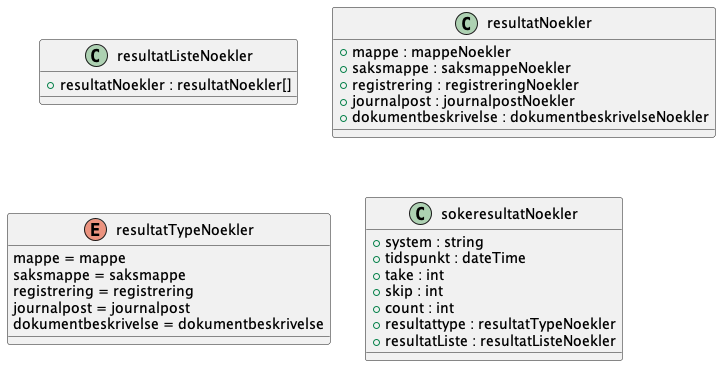 C resultatListeNoekler
resultatNoekler : resultatNoekler[]
C resultatNoekler
mappe : mappeNoekler
saksmappe : saksmappeNoekler
registrering : registreringNoekler
journalpost : journalpostNoekler
dokumentbeskrivelse : dokumentbeskrivelseNoekler
E resultatTypeNoekler
mappe = mappe
saksmappe = saksmappe
registrering = registrering
journalpost = journalpost
dokumentbeskrivelse = dokumentbeskrivelse
C sokeresultatNoekler
system : string
tidspunkt : dateTime
take : int
skip : int
count : int
resultattype : resultatTypeNoekler
resultatListe : resultatListeNoekler